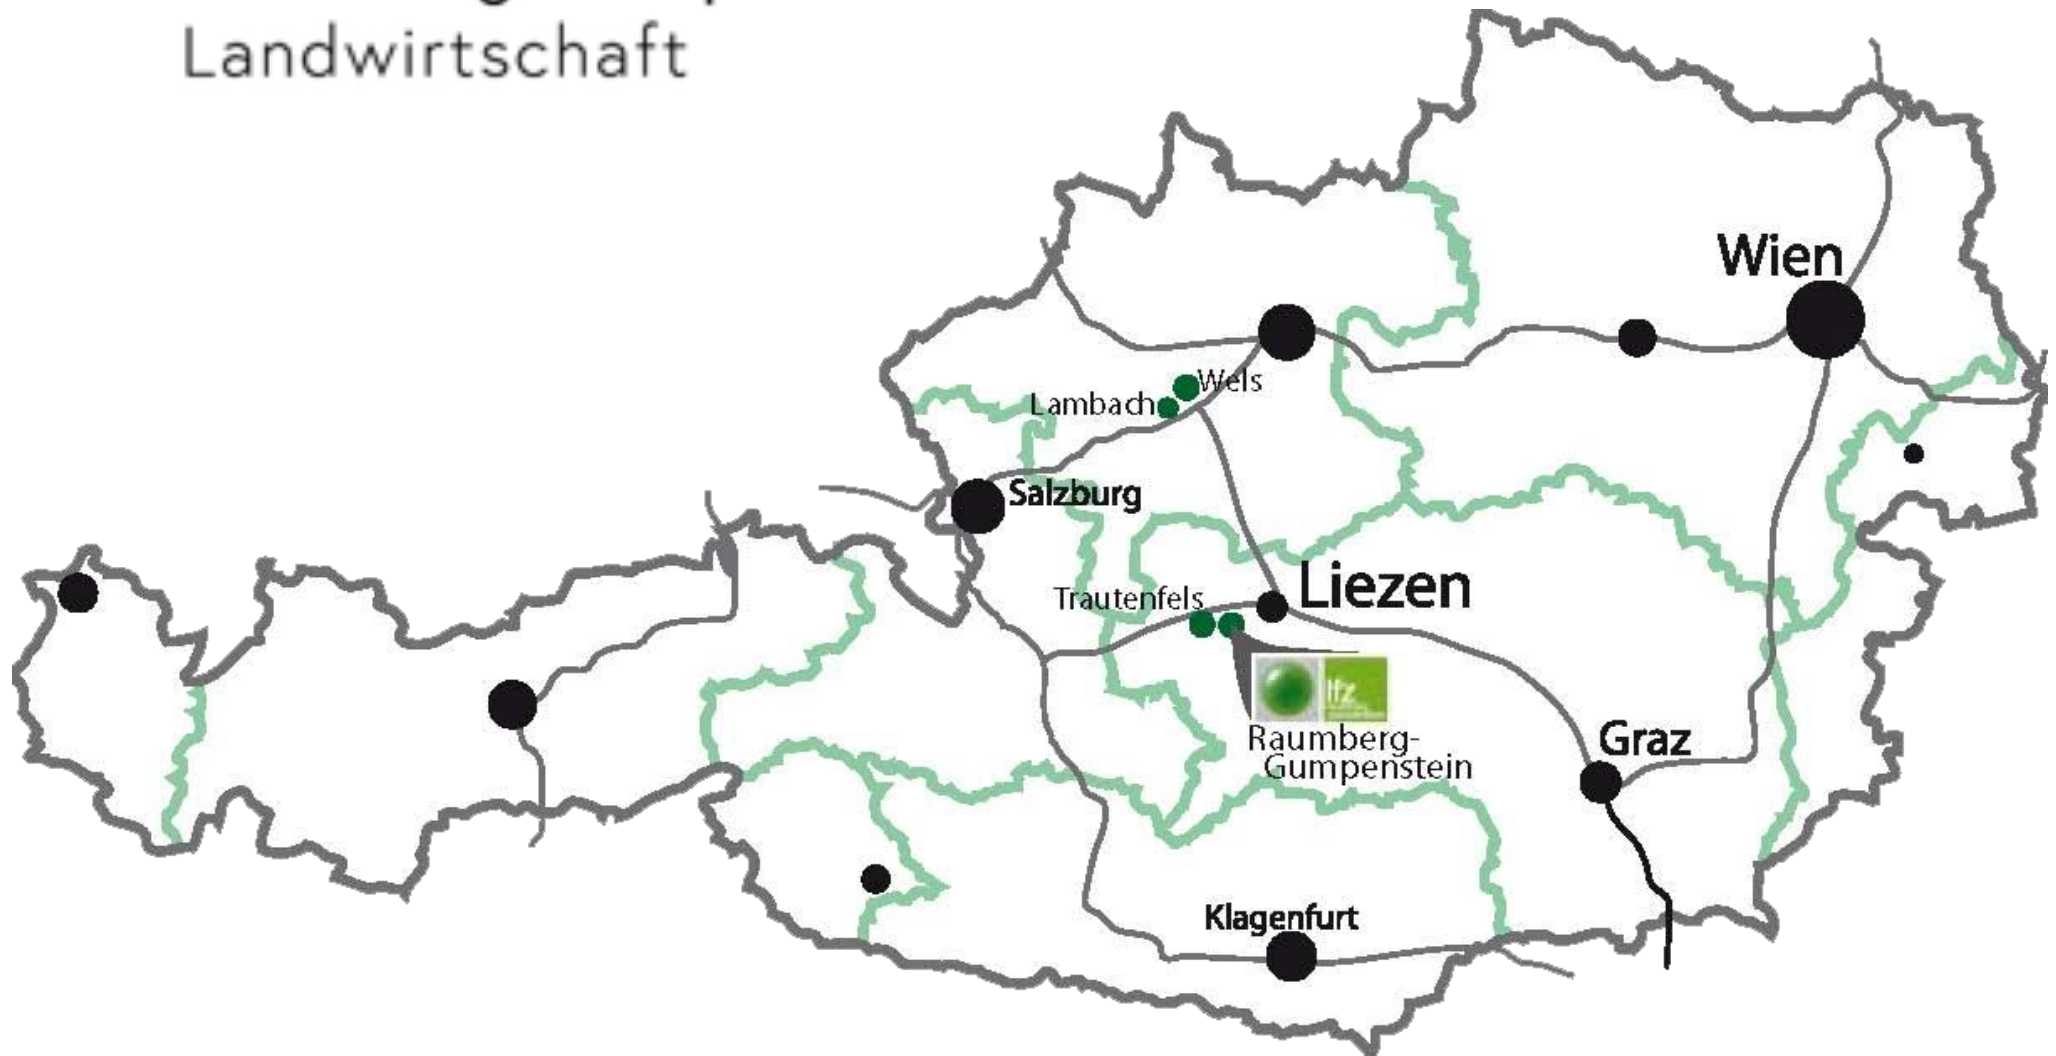 Landwirtschaft
Wien
Wels
Lambach
Salzburg
Liezen
Trautenfels
lfz
Raumberg-
Gumpenstein
Graz
Klagenfurt